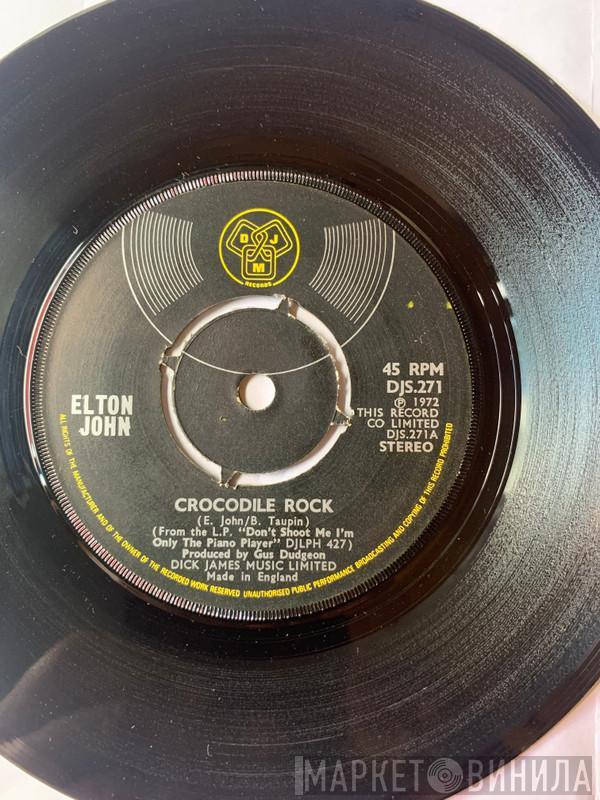 D J
M
RECORDS
45 RPM
DJS.271
Ⓟ 1972
THIS RECORD
CO LIMITED
DJS.271A
STEREO
ELTON
JOHN
CROCODILE ROCK
(E. John/B. Taupin)
(From the L.P. “Don't Shoot Me I'm
Only The Piano Player” DJLPH 427)
Produced by Gus Dudgeon
DICK JAMES MUSIC LIMITED
Made in England
ALL RIGHTS OF THE MANUFACTURER AND OF THE OWNER OF THE RECORDED WORK RESERVED UNAUTHORISED PUBLIC PERFORMANCE BROADCASTING AND COPYING OF THIS RECORD PROHIBITED
МАРКЕТ ВИНИЛА